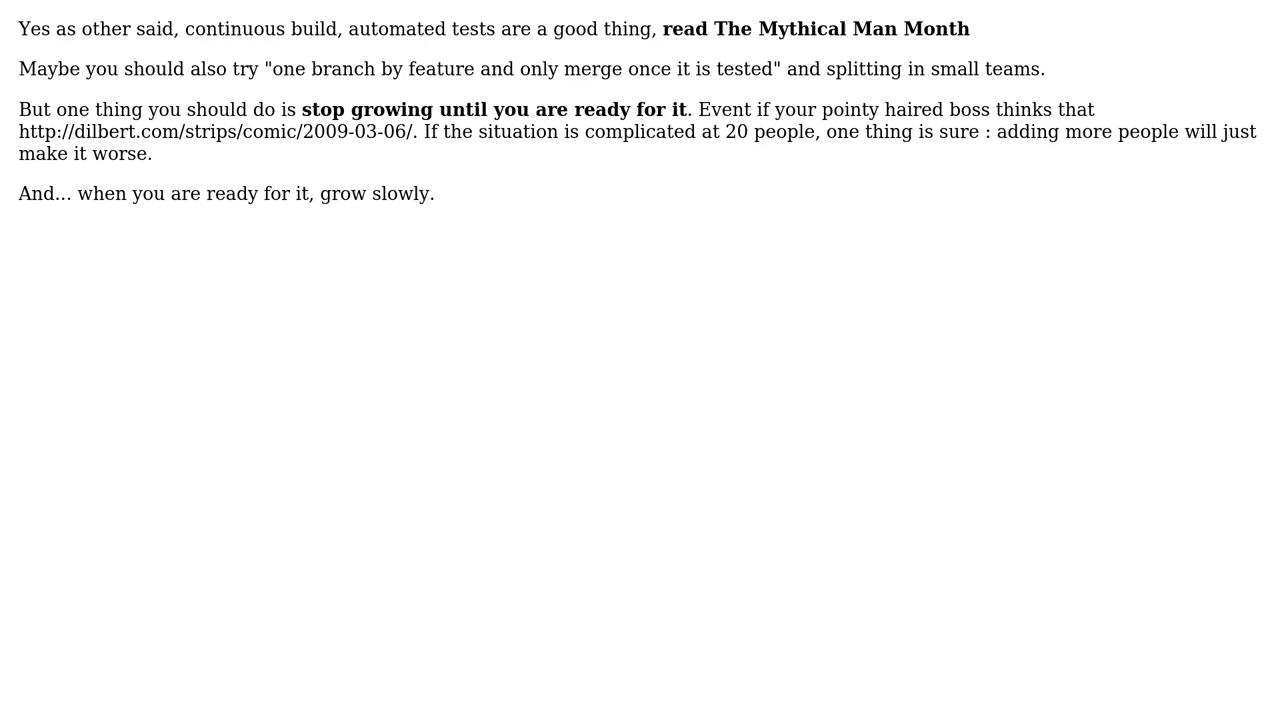 Yes as other said, continuous build, automated tests are a good thing, read The Mythical Man Month
Maybe you should also try "one branch by feature and only merge once it is tested" and splitting in small teams.
But one thing you should do is stop growing until you are ready for it. Event if your pointy haired boss thinks that
http://dilbert.com/strips/comic/2009-03-06/. If the situation is complicated at 20 people, one thing is sure : adding more people will just
make it worse.
And... when you are ready for it, grow slowly.